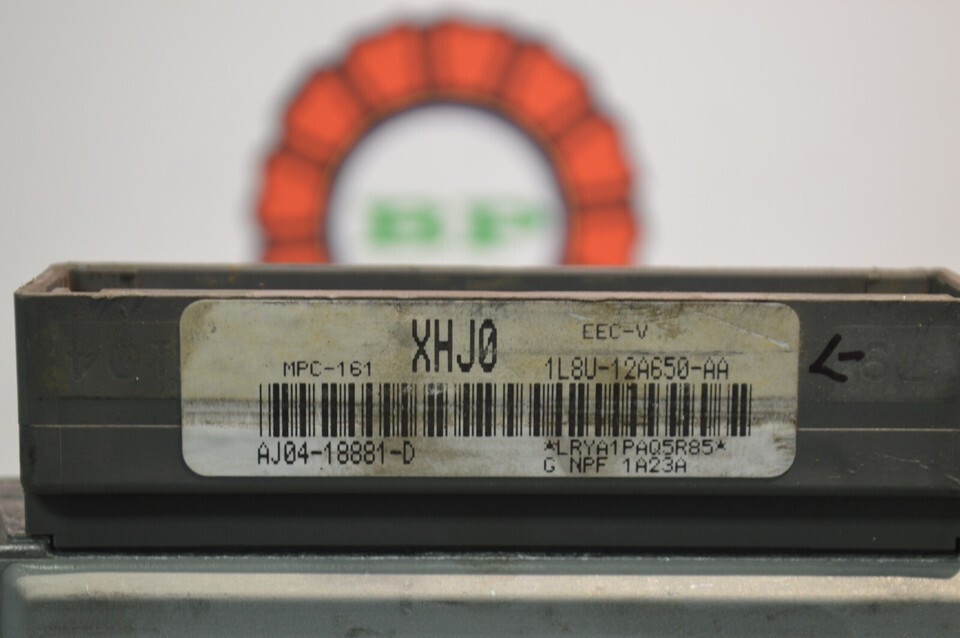 XHJ0
EEC-V
MPC-161
1L8U-12A650-AA
AJ04-18881-D
*LRYA1PAQ5R85*
G NPF 1A23A